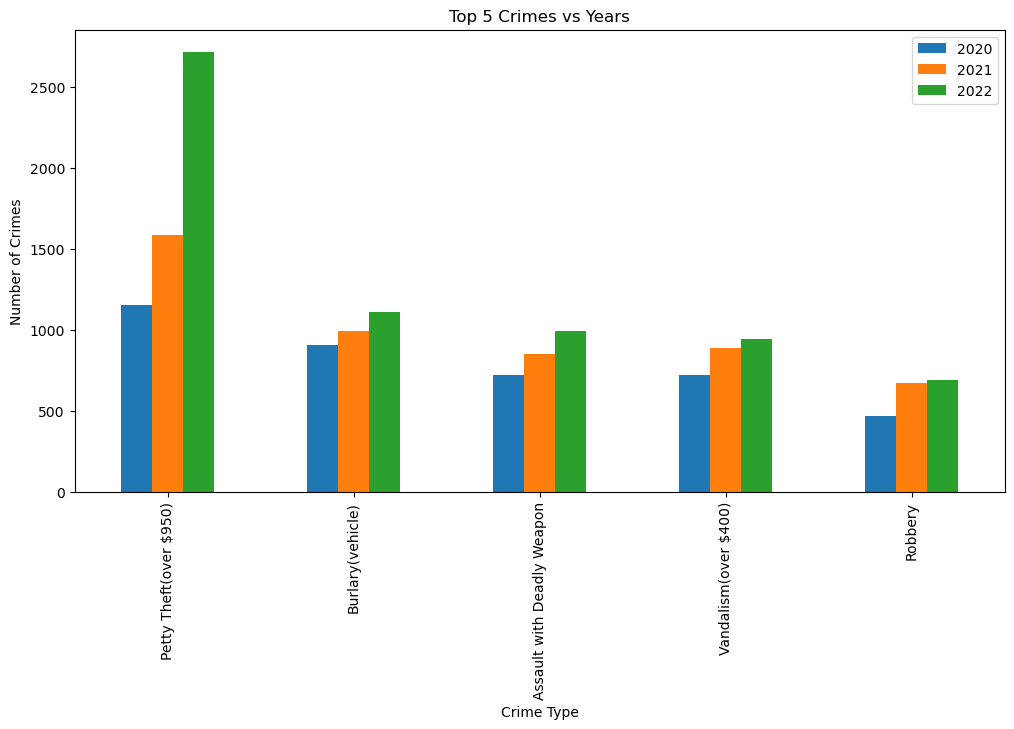 Top 5 Crimes vs Years
2020
2021
2022
Number of Crimes
2500
2000
1500
1000
500
0
Petty Theft(over $950)
Burlary(vehicle)
Assault with Deadly Weapon
Vandalism(over $400)
Robbery
Crime Type